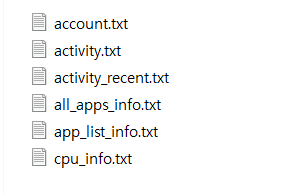 account.txt
activity.txt
activity_recent.txt
all_apps_info.txt
app_list_info.txt
cpu_info.txt